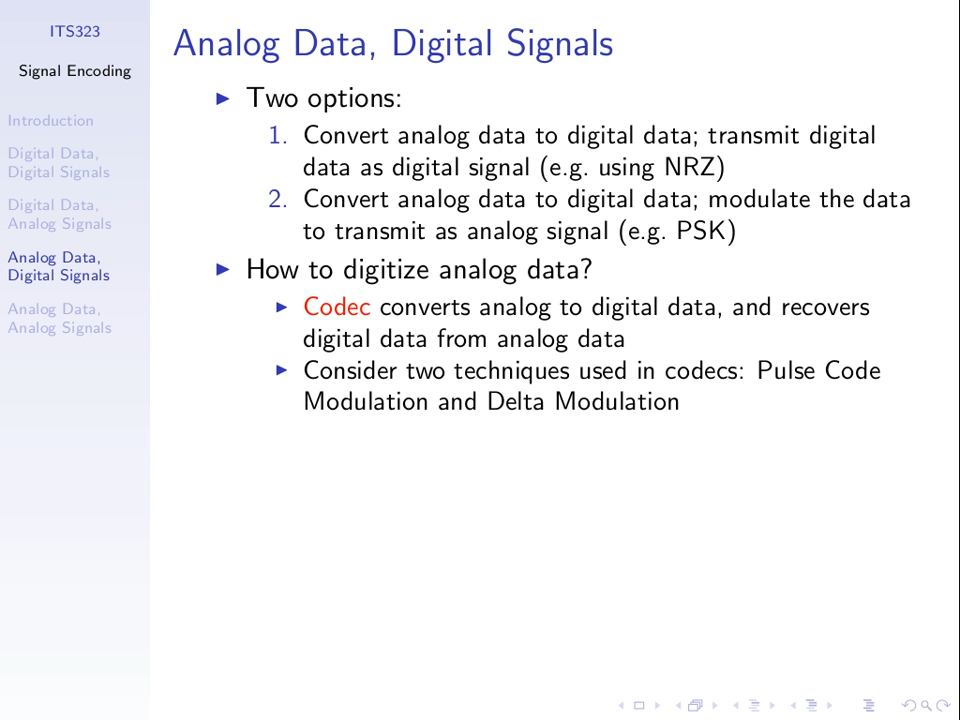 ITS323
Signal Encoding
Introduction
Digital Data,
Digital Signals
Digital Data,
Analog Signals
Analog Data,
Digital Signals
Analog Data,
Analog Signals
Analog Data, Digital Signals
Two options:
1. Convert analog data to digital data; transmit digital
data as digital signal (e.g. using NRZ)
2. Convert analog data to digital data; modulate the data
to transmit as analog signal (e.g. PSK)
How to digitize analog data?
Codec converts analog to digital data, and recovers
digital data from analog data
Consider two techniques used in codecs: Pulse Code
Modulation and Delta Modulation